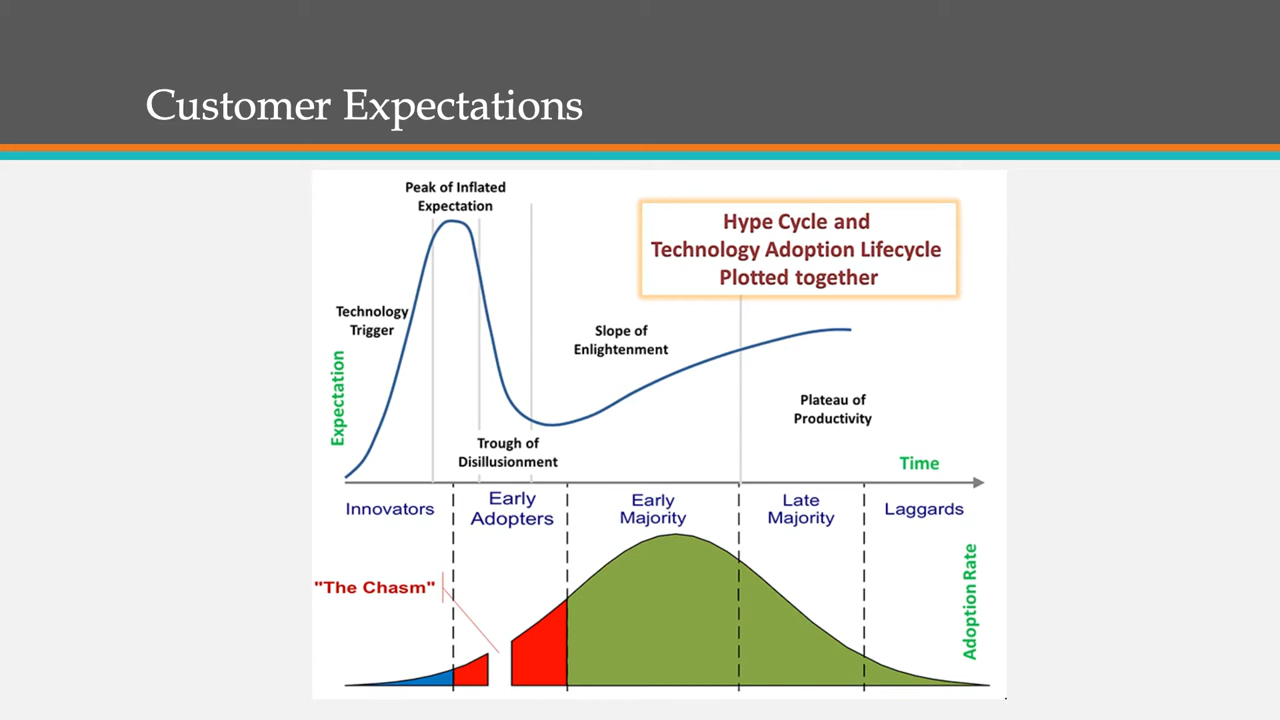 Customer Expectations
Peak of Inflated
Expectation
Hype Cycle and
Technology Adoption Lifecycle
Plotted together
Technology
Trigger
Slope of
Enlightenment
Expectation
Plateau of
Productivity
Trough of
Disillusionment
Time
Innovators
Early
Adopters
Early
Majority
Late
Majority
Laggards
"The Chasm"
Adoption Rate